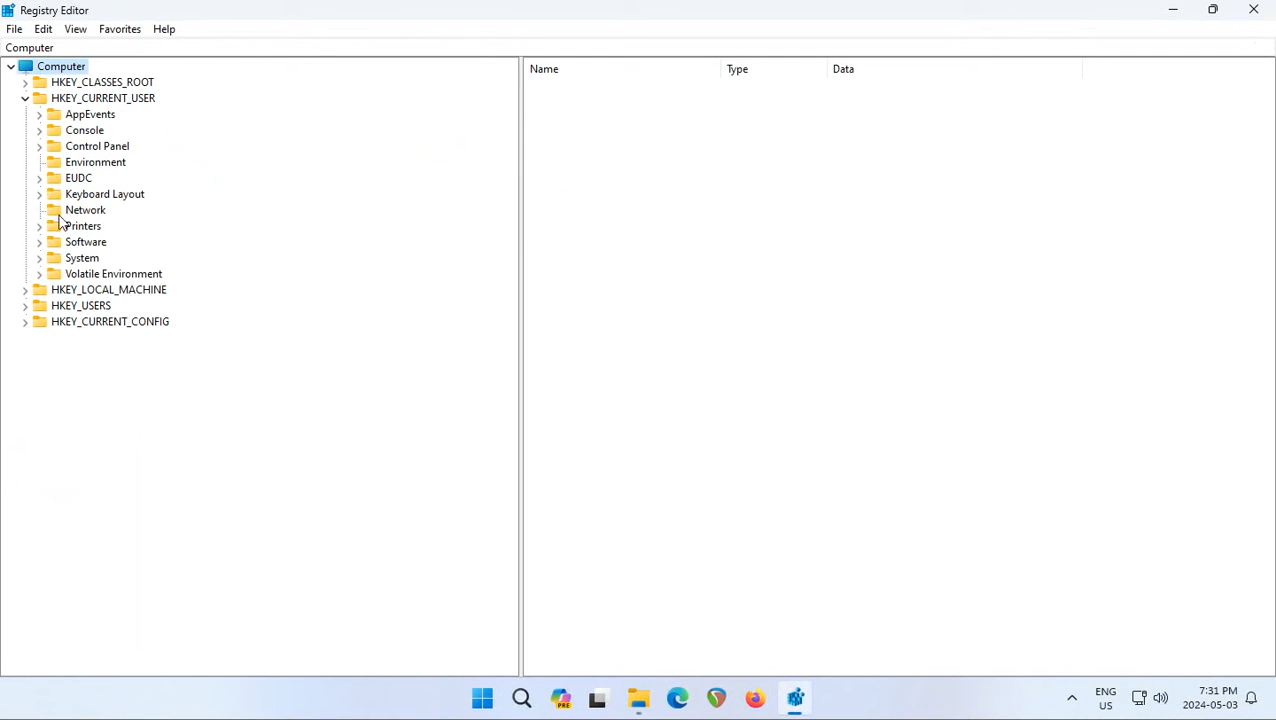 Registry Editor
File Edit View Favorites Help
Computer
Computer
HKEY_CLASSES_ROOT
HKEY_CURRENT_USER
AppEvents
Console
Control Panel
Environment
EUDC
Keyboard Layout
Network
Printers
Software
System
Volatile Environment
HKEY_LOCAL_MACHINE
HKEY_USERS
HKEY_CURRENT_CONFIG
Name Type Data
PRE
ENG
US
7:31 PM
2024-05-03